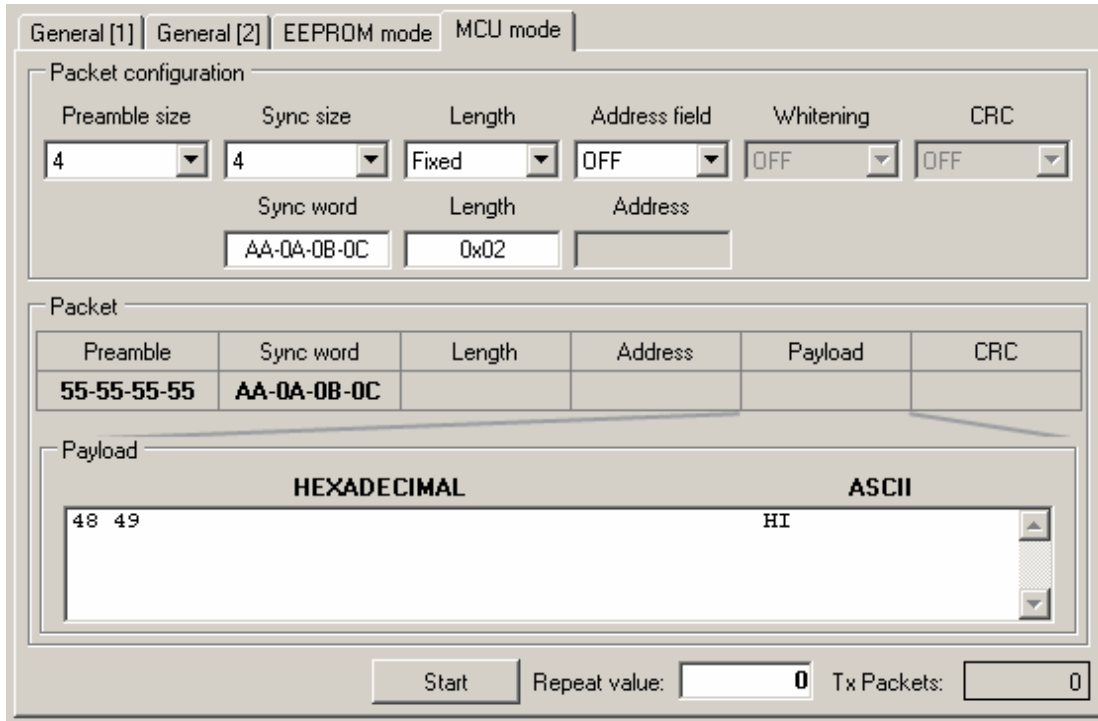 General [1] General [2] EEPROM mode MCU mode
Packet configuration
Preamble size Sync size Length Address field Whitening CRC
4 4 Fixed OFF OFF OFF
Sync word Length Address
AA-0A-0B-0C 0x02
Packet
Preamble Sync word Length Address Payload CRC
55-55-55-55 AA-0A-0B-0C
Payload
HEXADECIMAL ASCII
48 49 HI
Start Repeat value: 0 Tx Packets: 0